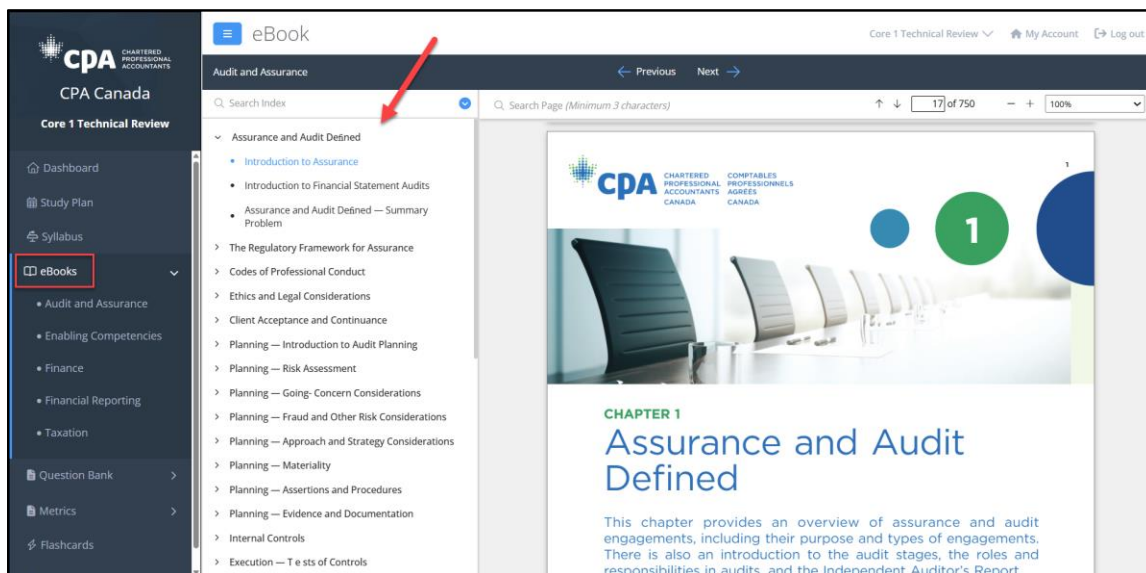 CPA
CHARTERED
PROFESSIONAL
ACCOUNTANTS
CPA Canada
Core 1 Technical Review
Dashboard
Study Plan
Syllabus
eBooks
• Audit and Assurance
• Enabling Competencies
• Finance
• Financial Reporting
• Taxation
Question Bank
Metrics
Flashcards
eBook
Core 1 Technical Review
My Account
Log out
Audit and Assurance
Previous
Next
Search Index
Assurance and Audit Defined
• Introduction to Assurance
• Introduction to Financial Statement Audits
• Assurance and Audit Defined — Summary
Problem
The Regulatory Framework for Assurance
Codes of Professional Conduct
Ethics and Legal Considerations
Client Acceptance and Continuance
Planning — Introduction to Audit Planning
Planning — Risk Assessment
Planning — Going- Concern Considerations
Planning — Fraud and Other Risk Considerations
Planning — Approach and Strategy Considerations
Planning — Materiality
Planning — Assertions and Procedures
Planning — Evidence and Documentation
Internal Controls
Execution — T e sts of Controls
Search Page (Minimum 3 characters)
17 of 750
100%
1
CPA
CHARTERED COMPTABLES
PROFESSIONAL PROFESSIONNELS
ACCOUNTANTS AGRÉÉS
CANADA CANADA
1
CHAPTER 1
Assurance and Audit
Defined
This chapter provides an overview of assurance and audit
engagements, including their purpose and types of engagements.
There is also an introduction to the audit stages, the roles and
responsibilities in audits, and the Independent Auditor's Report